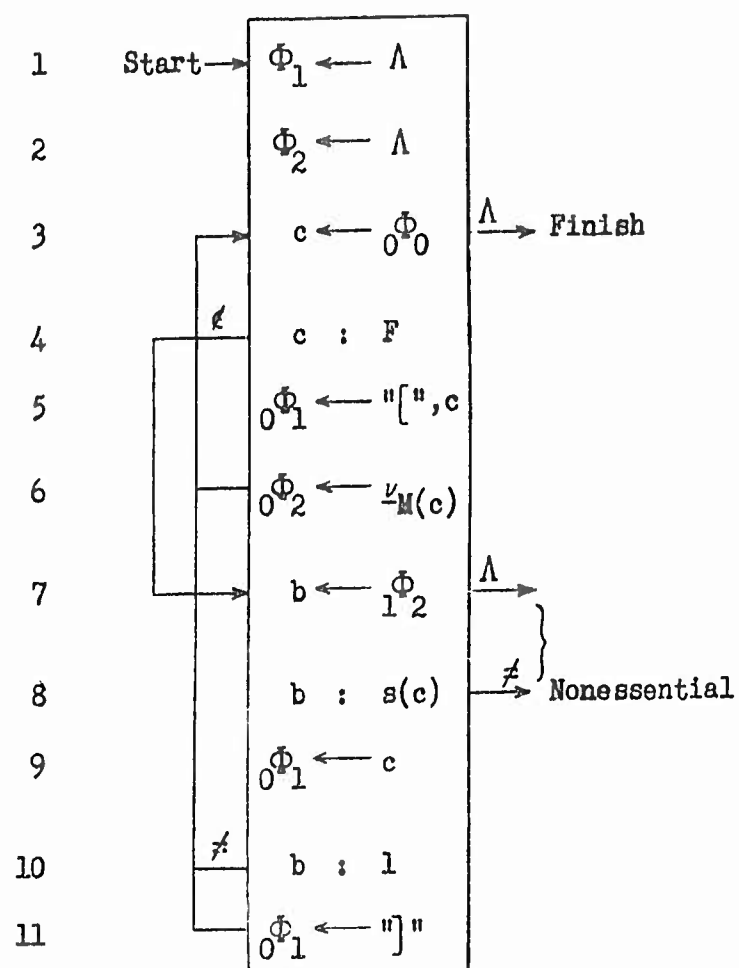 1 Start Φ₁ ← Λ
2 Φ₂ ← Λ
3 c ← ₀Φ₀ Λ Finish
4 ∉ c : F
5 ₀Φ₁ ← "[",c
6 ₀Φ₂ ← ν_M(c)
7 b ← ₁Φ₂ Λ
8 b : s(c) ≠ Nonessential
9 ₀Φ₁ ← c
10 ≠ b : 1
11 ₀Φ₁ ← "]"